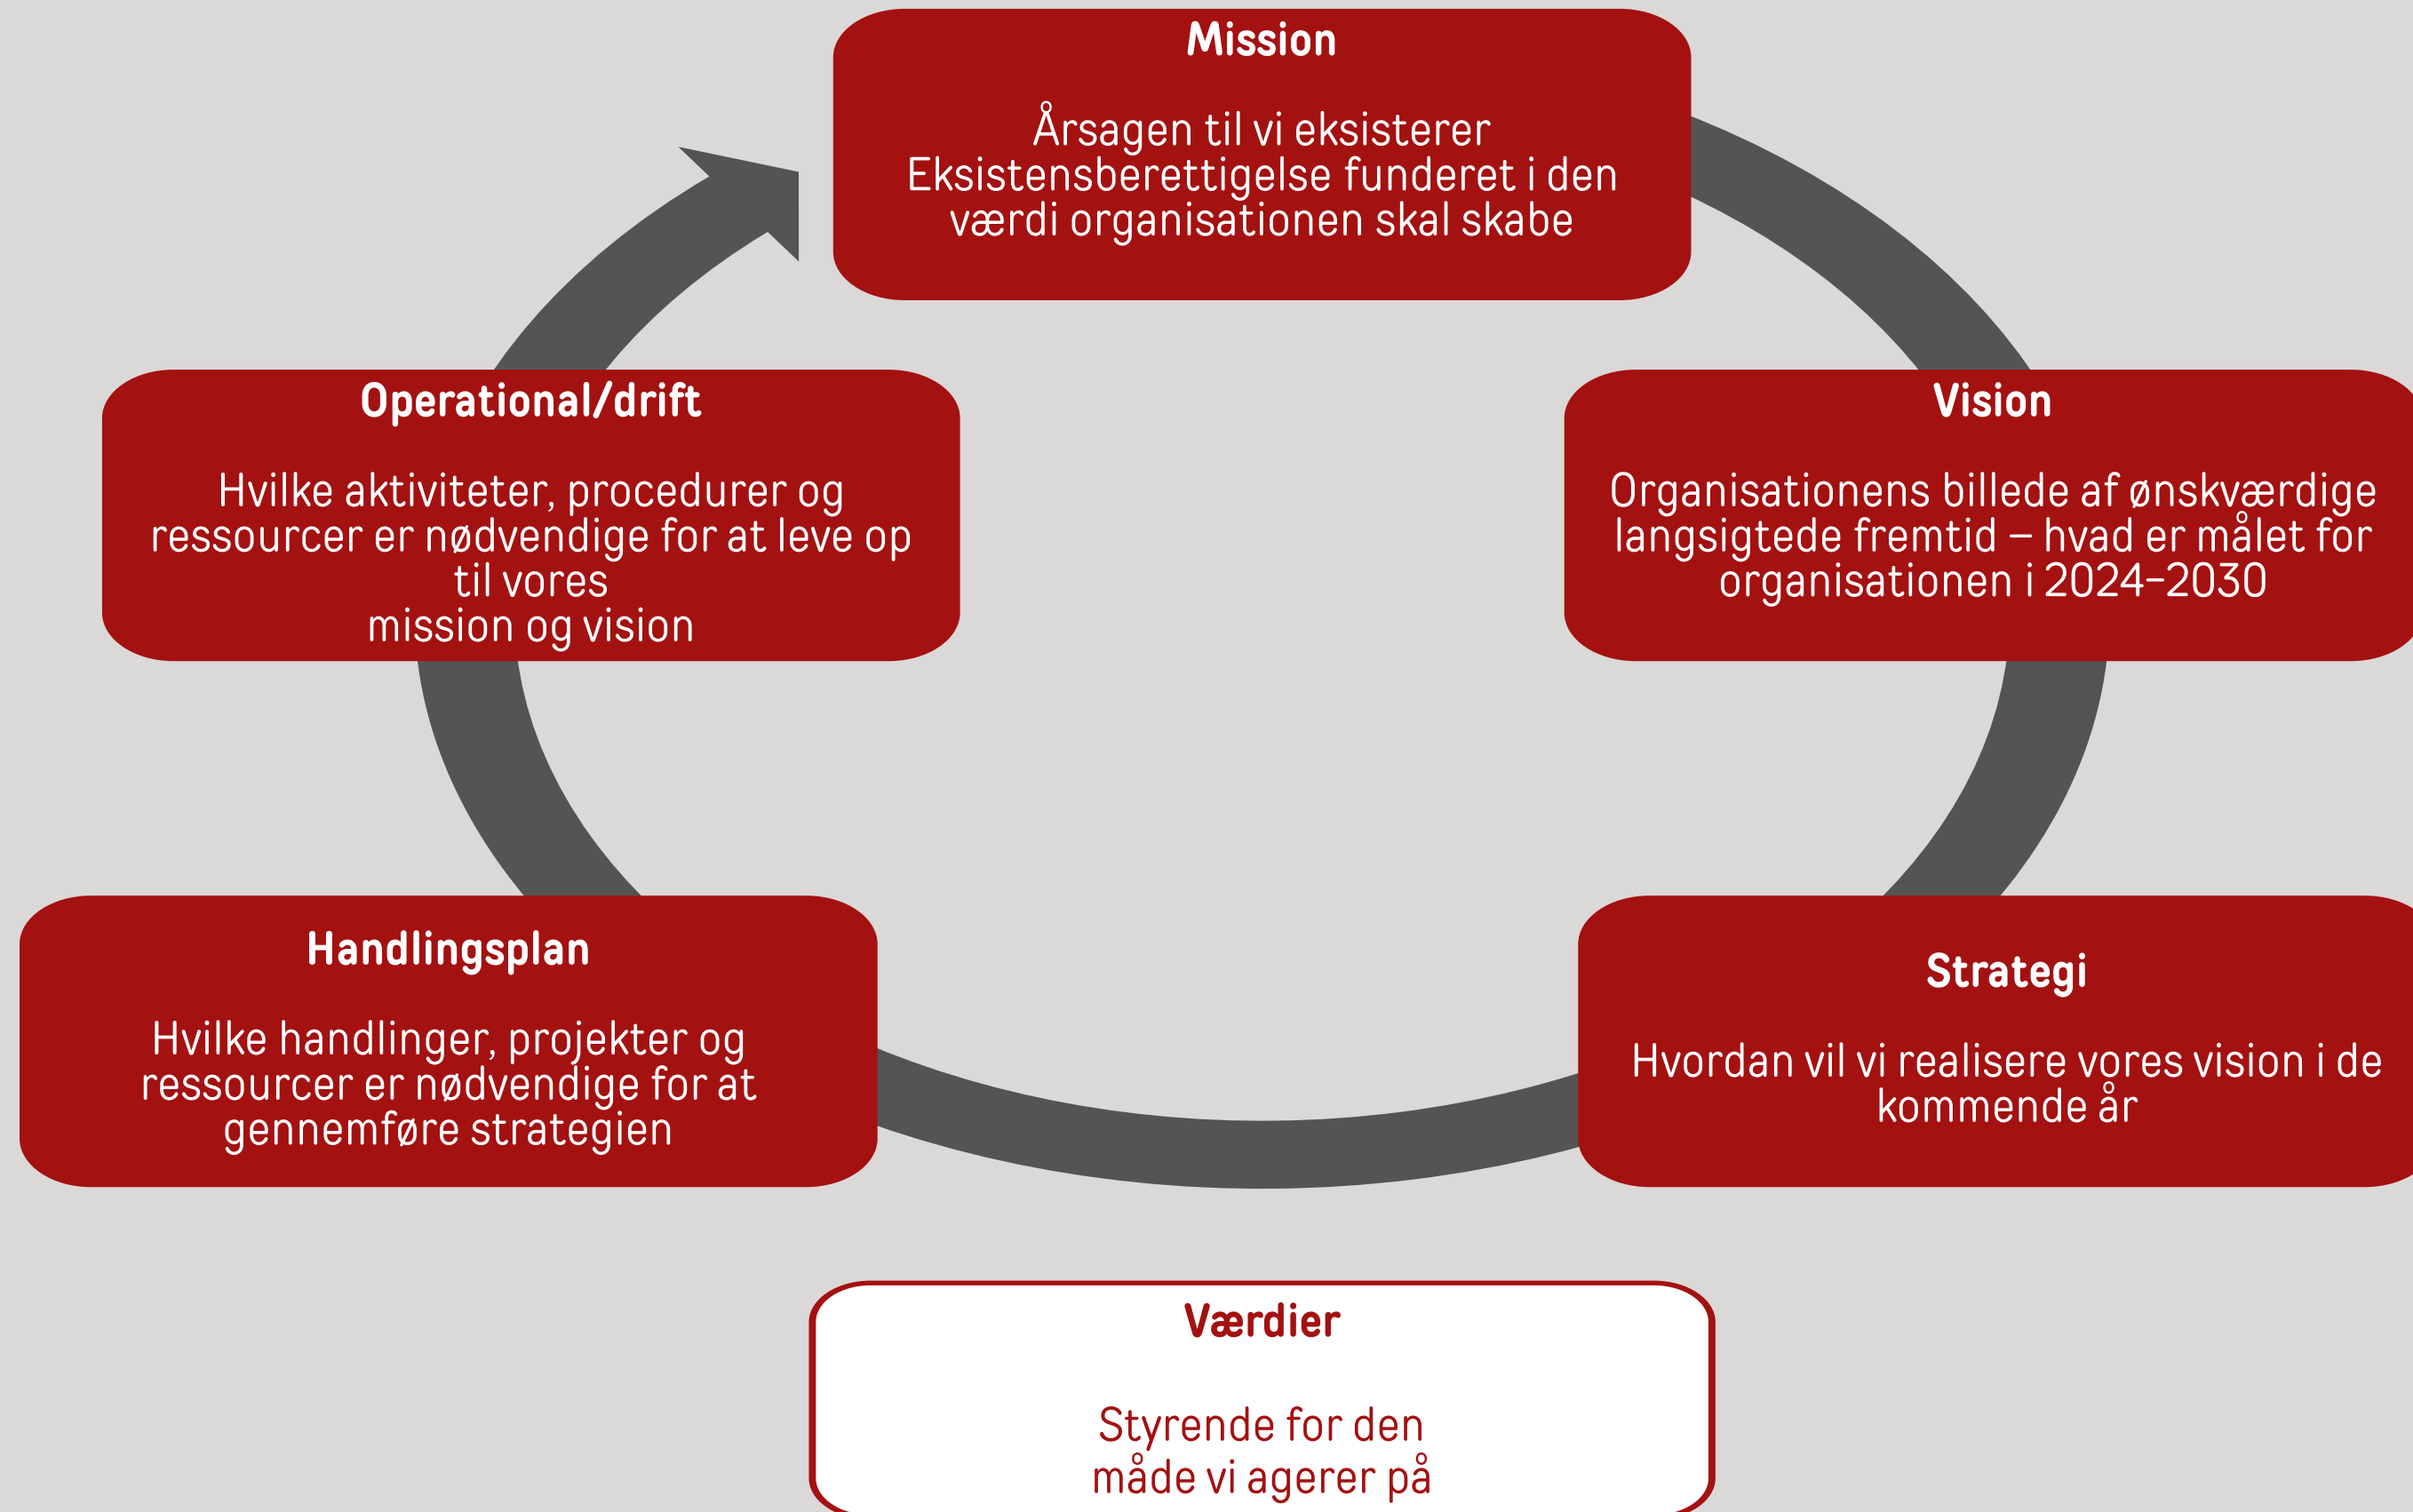 Mission
Årsagen til vi eksisterer
Eksistensberettigelse funderet i den
værdi organisationen skal skabe
Vision
Organisationens billede af ønskværdige
langsigtede fremtid – hvad er målet for
organisationen i 2024-2030
Strategi
Hvordan vil vi realisere vores vision i de
kommende år
Handlingsplan
Hvilke handlinger, projekter og
ressourcer er nødvendige for at
gennemføre strategien
Operational/drift
Hvilke aktiviteter, procedurer og
ressourcer er nødvendige for at leve op
til vores
mission og vision
Værdier
Styrende for den
måde vi agerer på